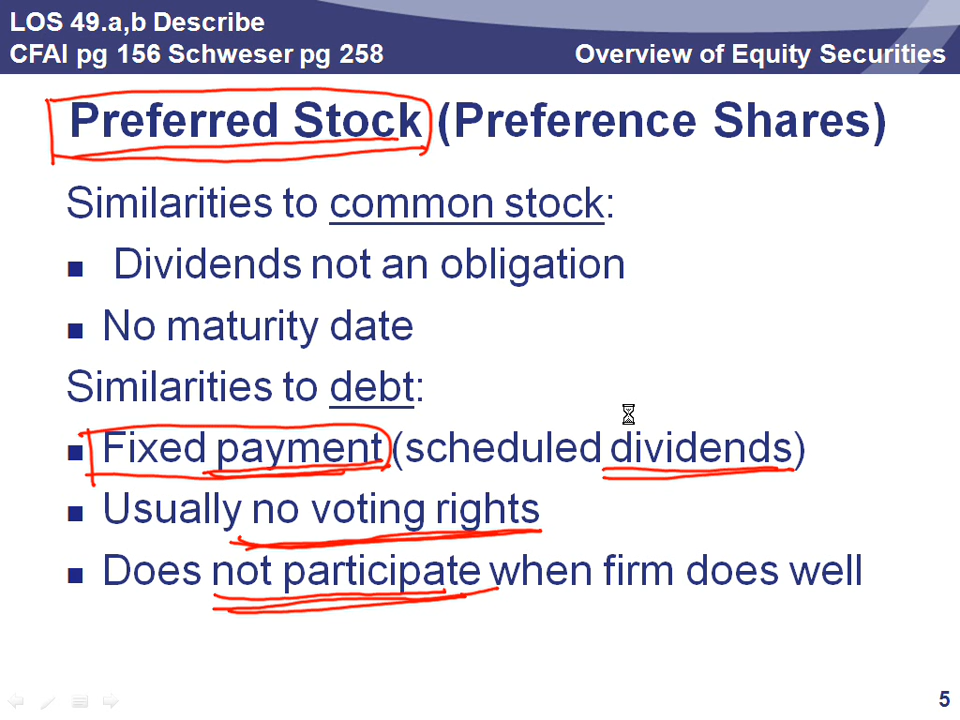 LOS 49.a,b Describe
CFAI pg 156 Schweser pg 258
Overview of Equity Securities
Preferred Stock (Preference Shares)
Similarities to common stock:
■ Dividends not an obligation
■ No maturity date
Similarities to debt:
■ Fixed payment (scheduled dividends)
■ Usually no voting rights
■ Does not participate when firm does well
5